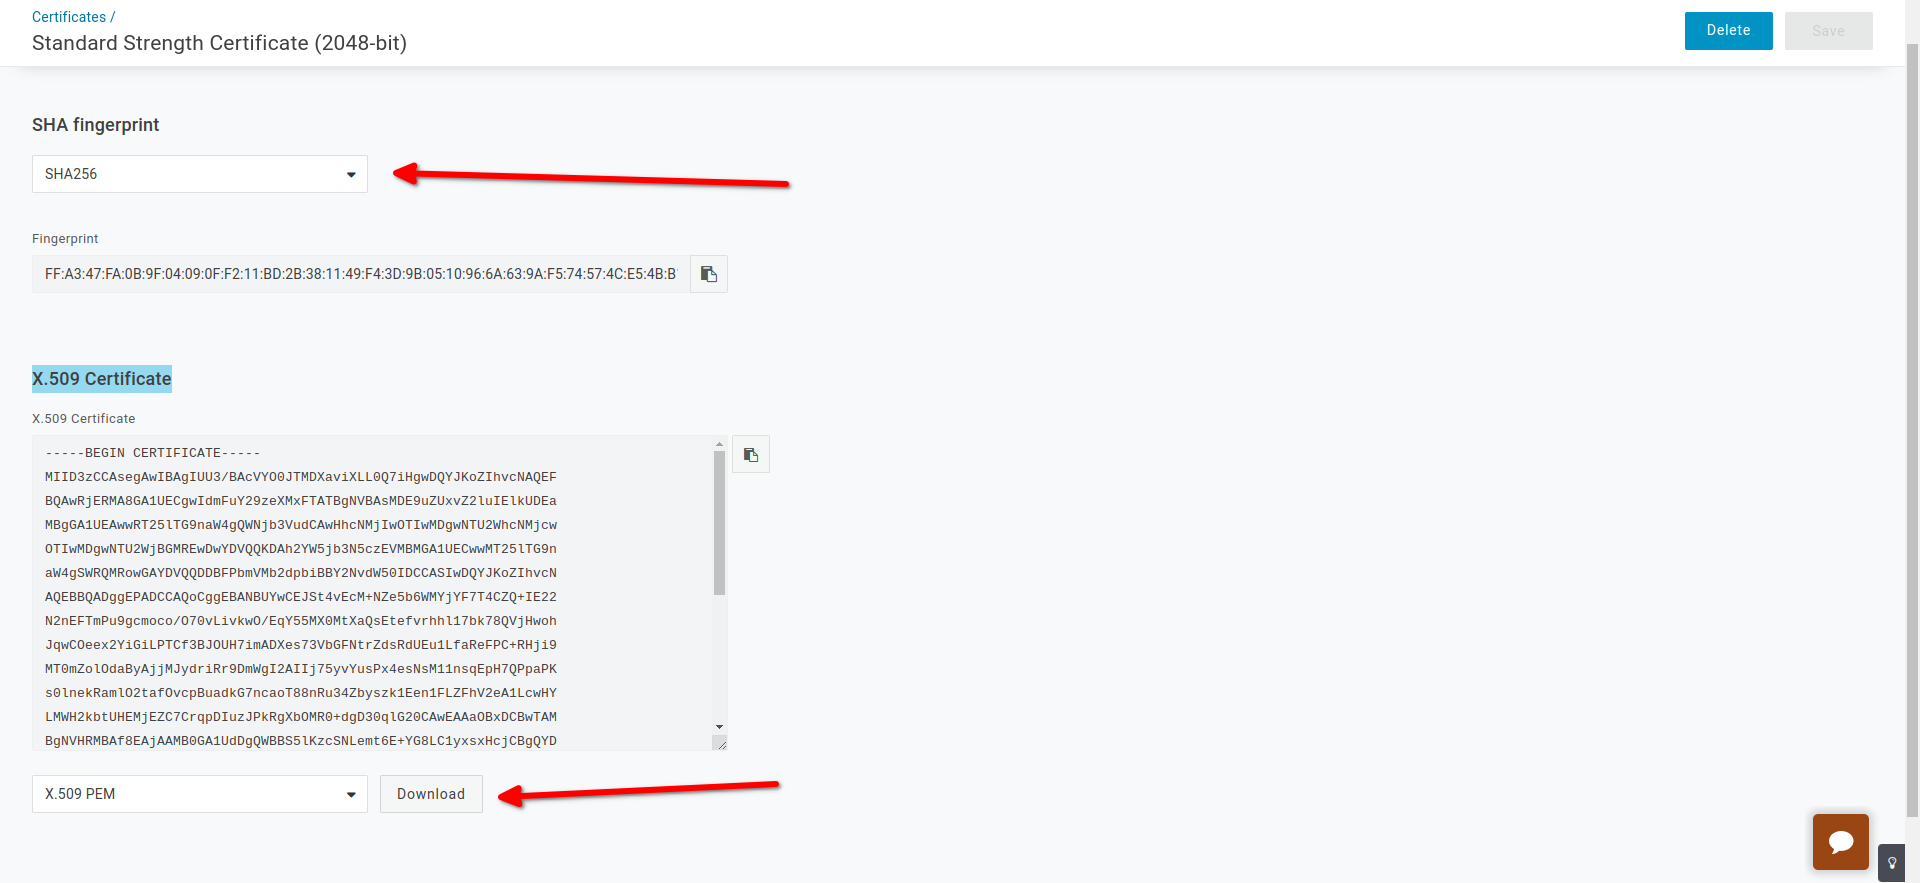 Certificates /
Standard Strength Certificate (2048-bit)
Delete
Save
SHA fingerprint
SHA256
Fingerprint
FF:A3:47:FA:0B:9F:04:09:0F:F2:11:BD:2B:38:11:49:F4:3D:9B:05:10:96:6A:63:9A:F5:74:57:4C:E5:4B:B
X.509 Certificate
X.509 Certificate
-----BEGIN CERTIFICATE-----
MIID3zCCAsegAwIBAgIUU3/BAcVYO0JTMDXaviXLL0Q7iHgwDQYJKoZIhvcNAQEF
BQAwRjERMA8GA1UECgwIdmFuY29zeXMxFTATBgNVBAsMDE9uZUxvZ2luIElkUDEa
MBgGA1UEAwwRT25lTG9naW4gQWNjb3VudCAwHhcNMjIwOTIwMDgwNTU2WhcNMjcw
OTIwMDgwNTU2WjBGMREwDwYDVQQKDAh2YW5jb3N5czEVMBMGA1UECwwMT25lTG9n
aW4gSWRQMRowGAYDVQQDDBFPbmVMb2dpbiBBY2NvdW50IDCCASIwDQYJKoZIhvcN
AQEBBQADggEPADCCAQoCggEBANBUYwCEJSt4vEcM+NZe5b6WMYjYF7T4CZQ+IE22
N2nEFTmPu9gcmoco/O70vLivkwO/EqY55MX0MtXaQsEtefvrhhl17bk78QVjHwoh
JqwCOeex2YiGiLPTCf3BJOUH7imADXes73VbGFNtrZdsRdUEu1LfaReFPC+RHji9
MT0mZolOdaByAjjMJydriRr9DmWgI2AIIj75yvYusPx4esNsM11nsqEpH7QPpaPK
s0lnekRamlO2tafOvcpBuadkG7ncaoT88nRu34Zbyszk1Een1FLZFhV2eA1LcwHY
LMWH2kbtUHEMjEZC7CrqpDIuzJPkRgXbOMR0+dgD30qlG20CAwEAAaOBxDCBwTAM
BgNVHRMBAf8EAjAAMB0GA1UdDgQWBBS5lKzcSNLemt6E+YG8LC1yxsxHcjCBgQYD
X.509 PEM
Download